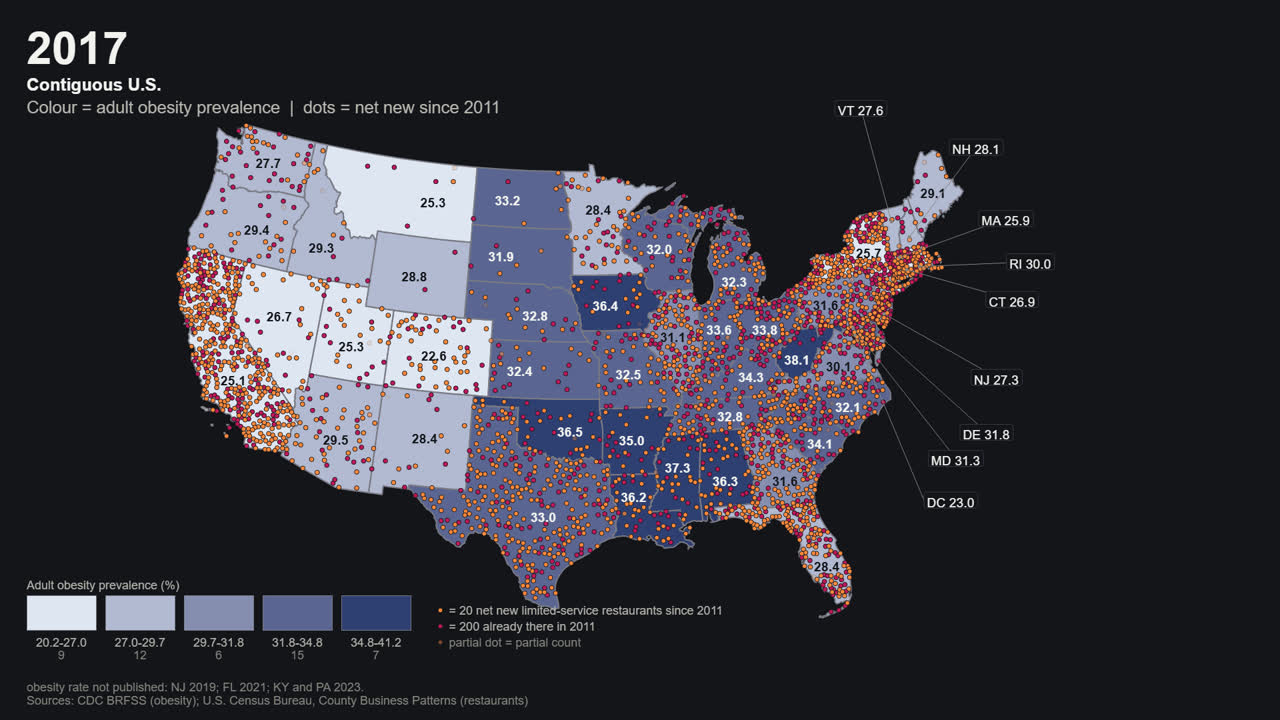 2017
Contiguous U.S.
Colour = adult obesity prevalence | dots = net new since 2011
VT 27.6
NH 28.1
27.7
29.1
25.3
33.2
28.4
MA 25.9
29.4
29.3
32.0
25.7
RI 30.0
31.9
28.8
32.3
CT 26.9
36.4
31.6
26.7
32.8
31.1
33.6
33.8
25.3
22.6
38.1
30.1
32.4
32.5
34.3
NJ 27.3
25.1
32.8
32.1
29.5
28.4
36.5
35.0
34.1
DE 31.8
MD 31.3
37.3
36.3
31.6
36.2
DC 23.0
33.0
28.4
Adult obesity prevalence (%)
20.2-27.0 27.0-29.7 29.7-31.8 31.8-34.8 34.8-41.2
9 12 6 15 7
= 20 net new limited-service restaurants since 2011
= 200 already there in 2011
partial dot = partial count
obesity rate not published: NJ 2019; FL 2021; KY and PA 2023.
Sources: CDC BRFSS (obesity); U.S. Census Bureau, County Business Patterns (restaurants)